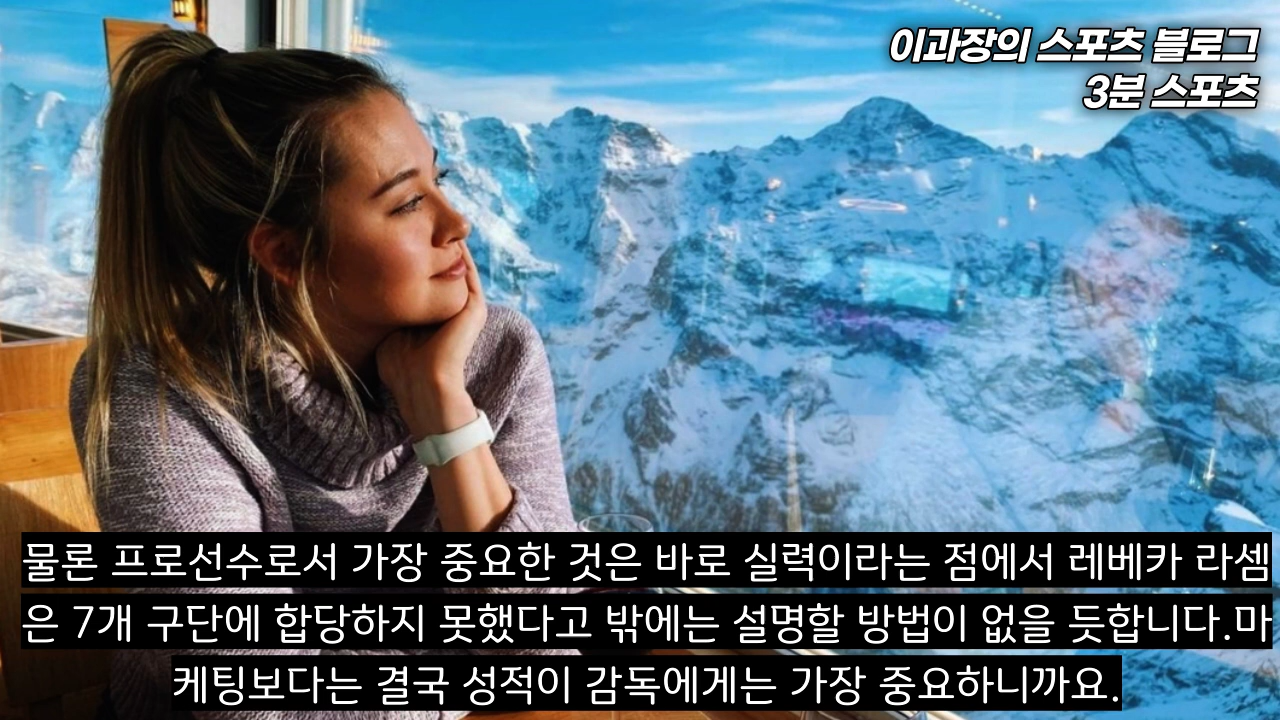 이과장의 스포츠 블로그
3분 스포츠
물론 프로선수로서 가장 중요한 것은 바로 실력이라는 점에서 레베카 라셈
은 7개 구단에 합당하지 못했다고 밖에는 설명할 방법이 없을 듯합니다.마
케팅보다는 결국 성적이 감독에게는 가장 중요하니까요.